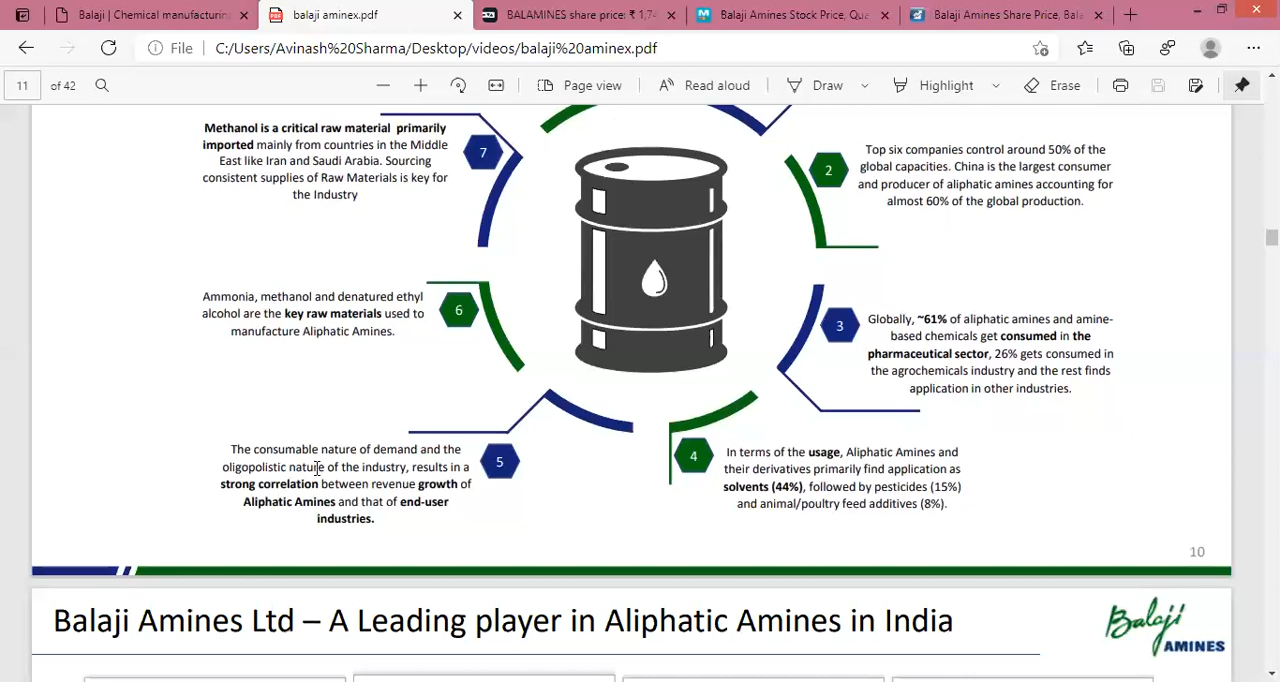 Balaji | Chemical manufacturing
balaji aminex.pdf
BALAMINES share price: ₹ 1,74
Balaji Amines Stock Price, Quo
Balaji Amines Share Price, Bala
File
C:/Users/Avinash%20Sharma/Desktop/videos/balaji%20aminex.pdf
11 of 42
Page view
Read aloud
Draw
Highlight
Erase
Methanol is a critical raw material primarily
imported mainly from countries in the Middle
East like Iran and Saudi Arabia. Sourcing
consistent supplies of Raw Materials is key for
the Industry
7
2
Top six companies control around 50% of the
global capacities. China is the largest consumer
and producer of aliphatic amines accounting for
almost 60% of the global production.
Ammonia, methanol and denatured ethyl
alcohol are the key raw materials used to
manufacture Aliphatic Amines.
6
3
Globally, ~61% of aliphatic amines and amine-
based chemicals get consumed in the
pharmaceutical sector, 26% gets consumed in
the agrochemicals industry and the rest finds
application in other industries.
The consumable nature of demand and the
oligopolistic nature of the industry, results in a
strong correlation between revenue growth of
Aliphatic Amines and that of end-user
industries.
5
4
In terms of the usage, Aliphatic Amines and
their derivatives primarily find application as
solvents (44%), followed by pesticides (15%)
and animal/poultry feed additives (8%).
10
Balaji Amines Ltd – A Leading player in Aliphatic Amines in India
Balaji
AMINES